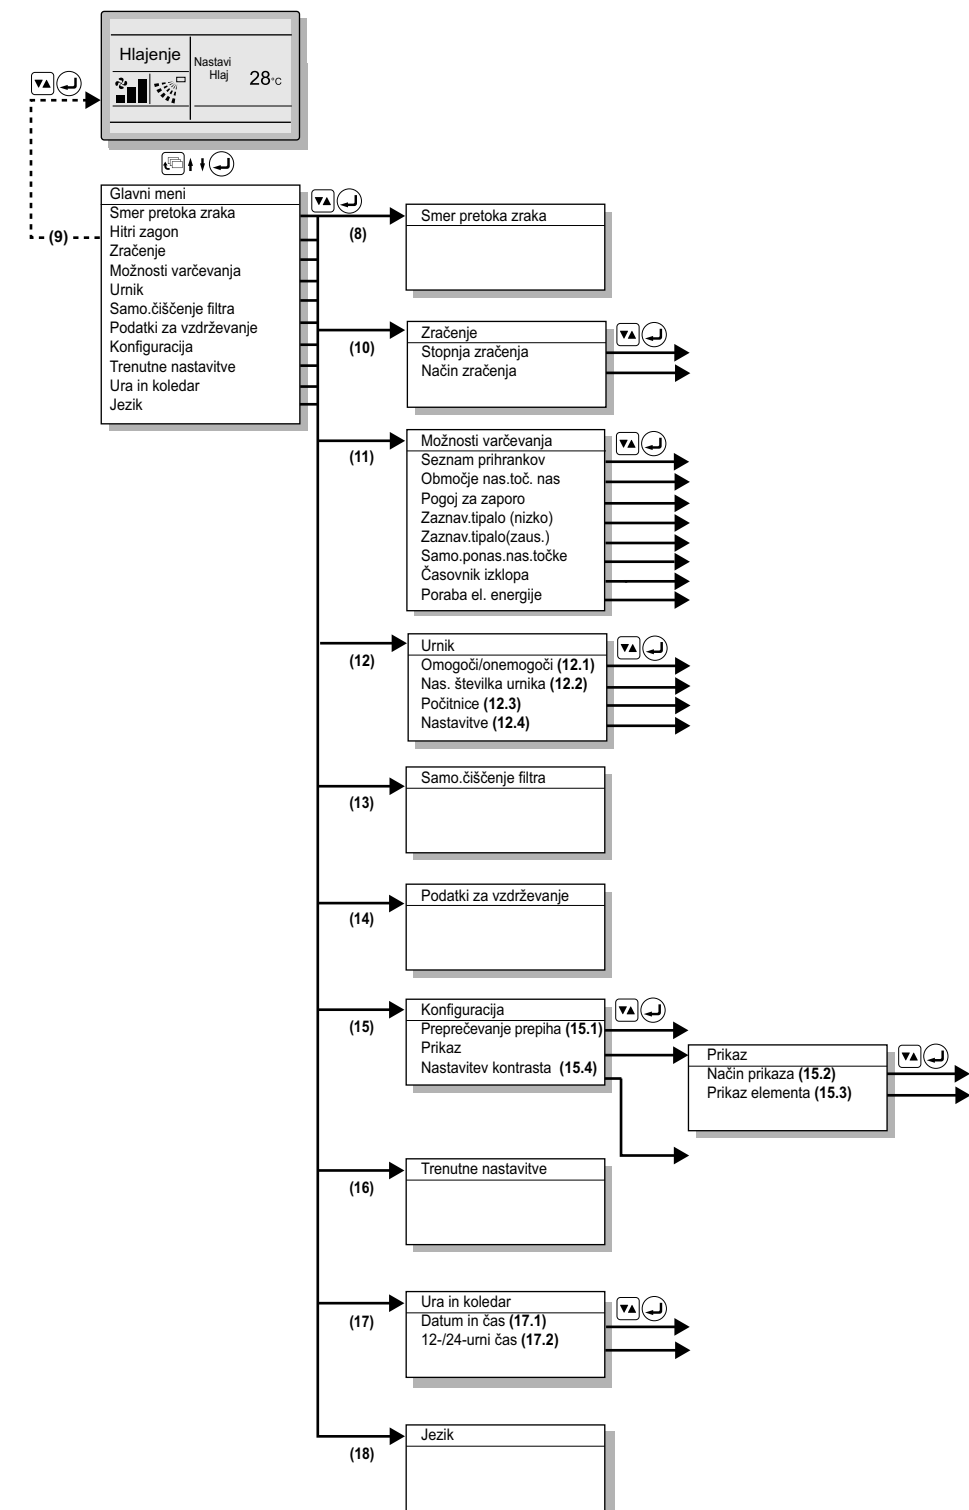 Hlajenje
Nastavi
Hlaj
28°C
Glavni meni
Smer pretoka zraka
Hitri zagon
Zračenje
Možnosti varčevanja
Urnik
Samo.čiščenje filtra
Podatki za vzdrževanje
Konfiguracija
Trenutne nastavitve
Ura in koledar
Jezik
(9)
(8)
Smer pretoka zraka
(10)
Zračenje
Stopnja zračenja
Način zračenja
(11)
Možnosti varčevanja
Seznam prihrankov
Območje nas.toč. nas
Pogoj za zaporo
Zaznav.tipalo (nizko)
Zaznav.tipalo(zaus.)
Samo.ponas.nas.točke
Časovnik izklopa
Poraba el. energije
(12)
Urnik
Omogoči/onemogoči (12.1)
Nas. številka urnika (12.2)
Počitnice (12.3)
Nastavitve (12.4)
(13)
Samo.čiščenje filtra
(14)
Podatki za vzdrževanje
(15)
Konfiguracija
Preprečevanje prepiha (15.1)
Prikaz
Nastavitev kontrasta (15.4)
Prikaz
Način prikaza (15.2)
Prikaz elementa (15.3)
(16)
Trenutne nastavitve
(17)
Ura in koledar
Datum in čas (17.1)
12-/24-urni čas (17.2)
(18)
Jezik